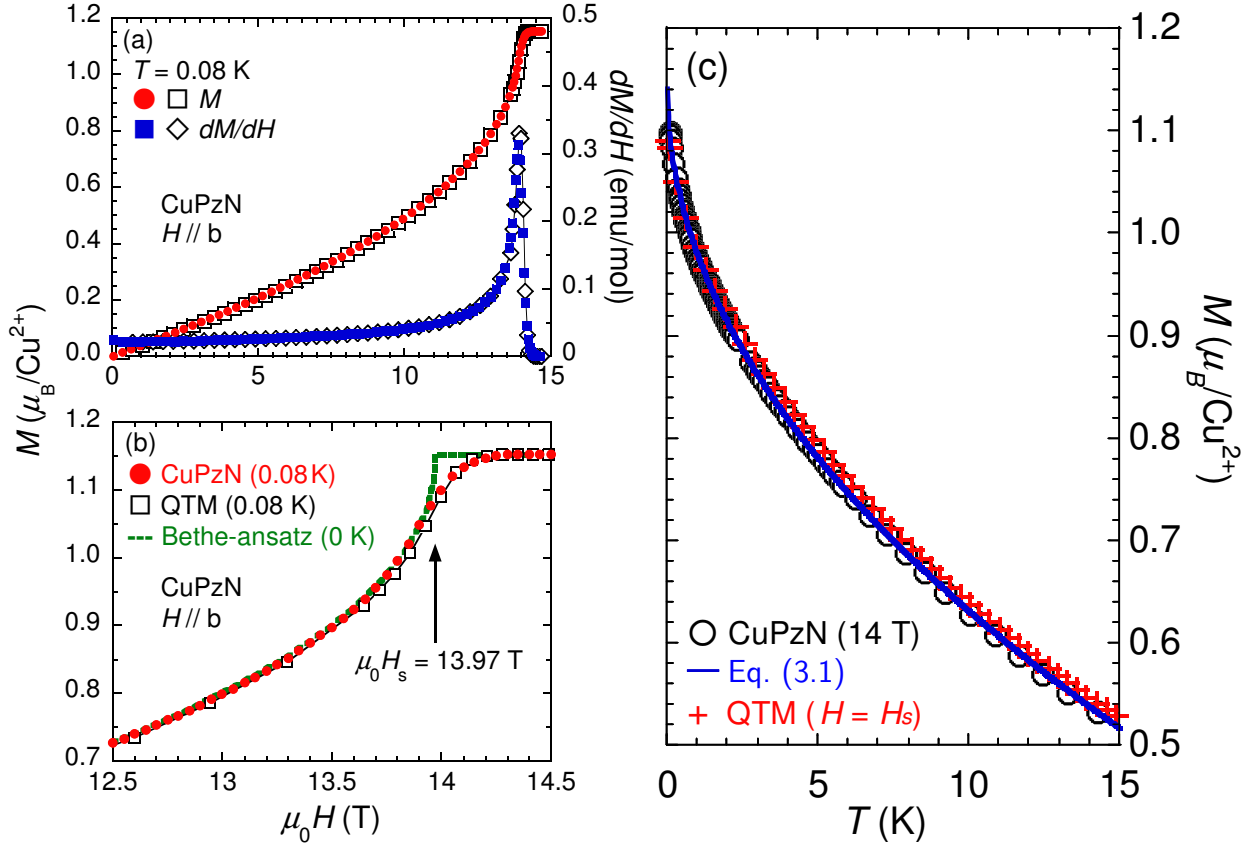 (a)
T = 0.08 K
M
dM/dH
CuPzN
H // b
1.2
1.0
0.8
0.6
0.4
0.2
0.0
0
5
10
15
0.5
0.4
0.3
0.2
0.1
0
dM/dH (emu/mol)
M (μB/Cu2+)
(b)
CuPzN (0.08K)
QTM (0.08 K)
Bethe-ansatz (0 K)
CuPzN
H // b
μ0Hs = 13.97 T
1.2
1.1
1.0
0.9
0.8
0.7
12.5
13
13.5
14
14.5
μ0H (T)
(c)
CuPzN (14 T)
Eq. (3.1)
QTM (H = Hs)
1.2
1.1
1.0
0.9
0.8
0.7
0.6
0.5
0
5
10
15
T (K)
M (μB/Cu2+)